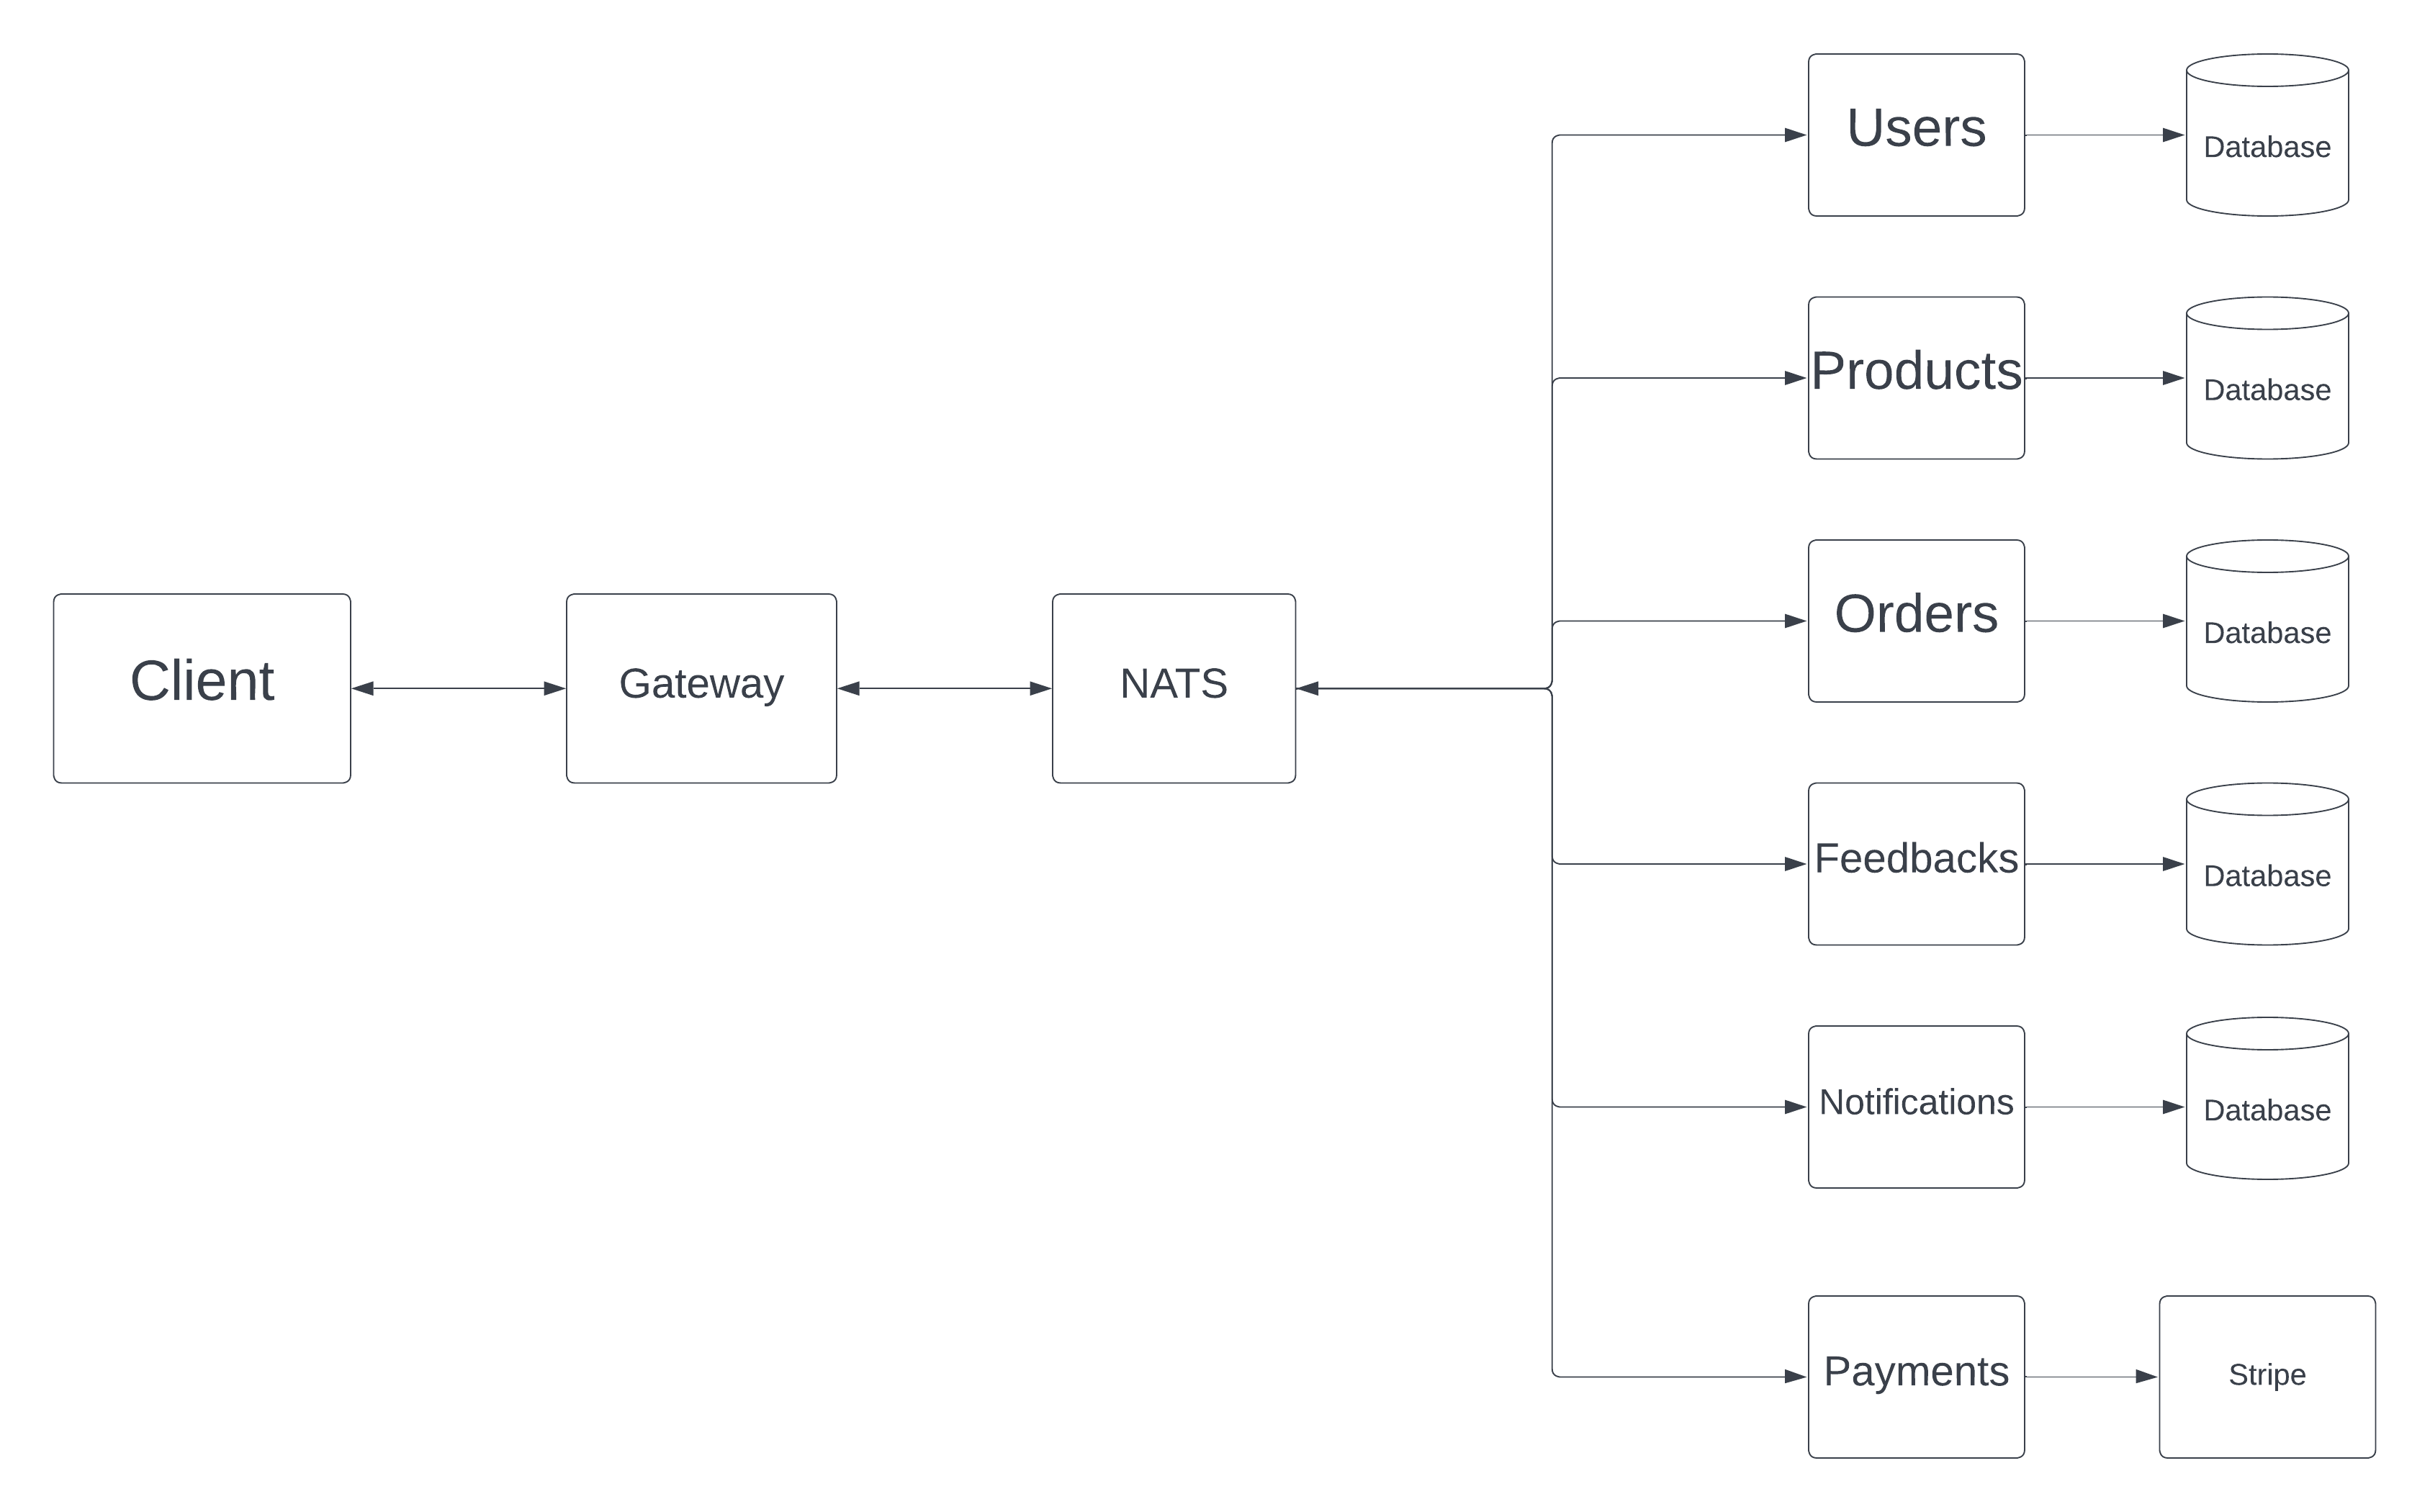 Users
Database
Products
Database
Orders
Database
Client
Gateway
NATS
Feedbacks
Database
Notifications
Database
Payments
Stripe